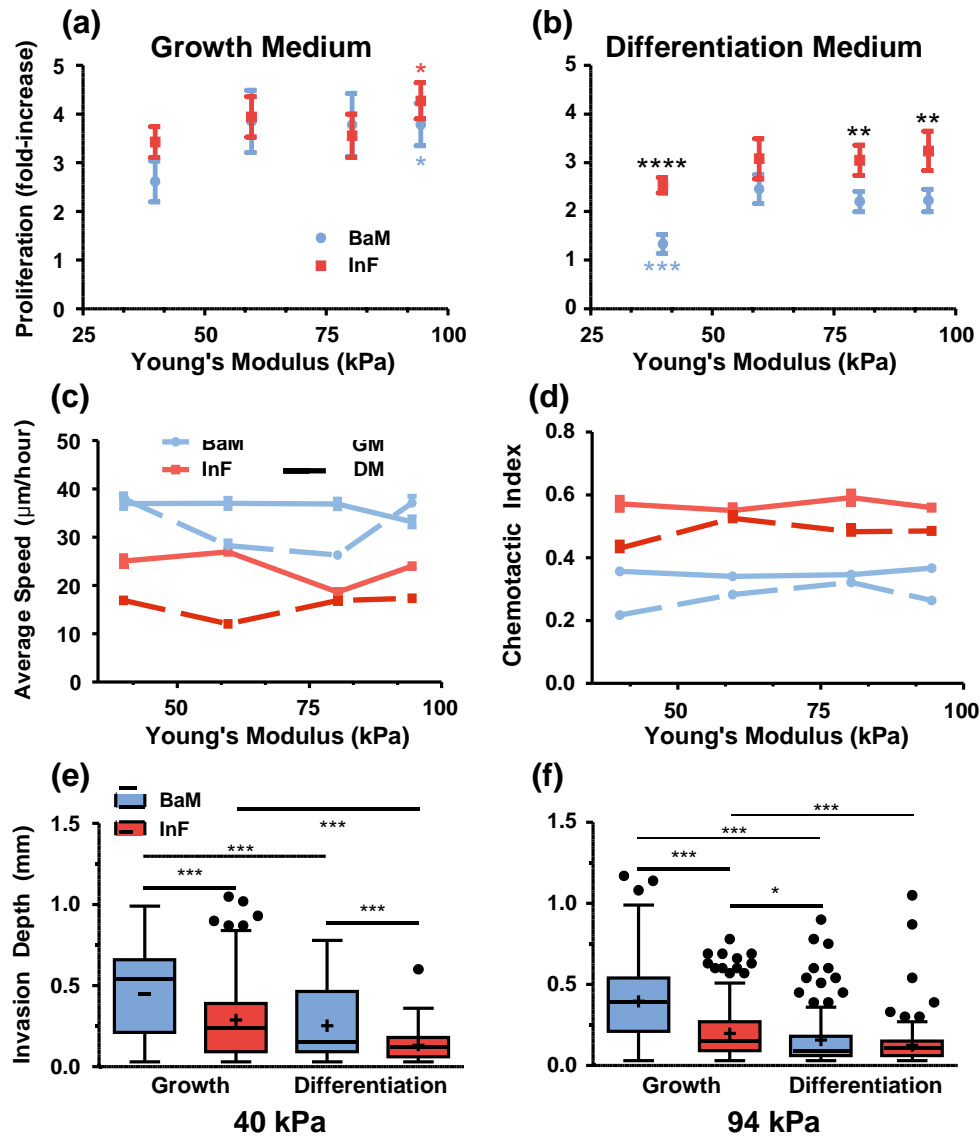 (a)
Growth Medium
(b)
Differentiation Medium
Proliferation (fold-increase)
5
4
3
2
1
0
*
*
BaM
InF
25
50
75
100
Young's Modulus (kPa)
5
4
3
2
1
0
****
***
**
**
25
50
75
100
Young's Modulus (kPa)
(c)
Average Speed (μm/hour)
50
40
30
20
10
0
BaM
GM
InF
DM
50
75
100
Young's Modulus (kPa)
(d)
Chemotactic Index
0.8
0.6
0.4
0.2
0.0
50
75
100
Young's Modulus (kPa)
(e)
BaM
InF
Invasion Depth (mm)
1.5
1.0
0.5
0.0
***
***
***
***
Growth
Differentiation
40 kPa
(f)
1.5
1.0
0.5
0.0
***
***
***
*
Growth
Differentiation
94 kPa